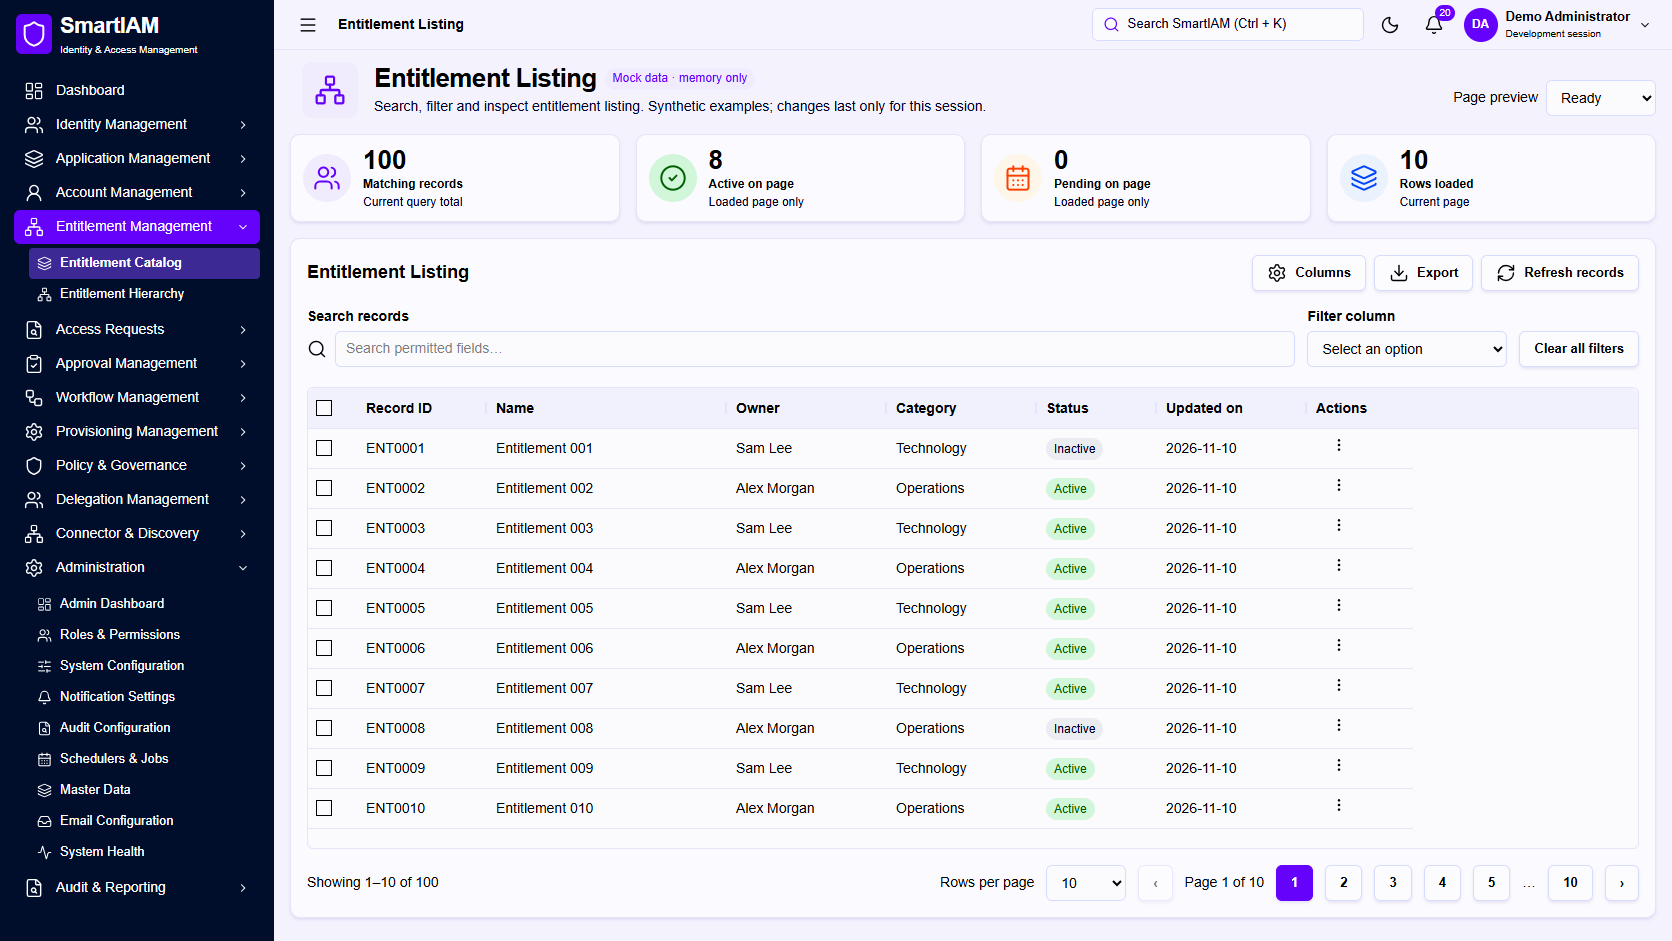 SmartIAM
Identity & Access Management
Dashboard
Identity Management
Application Management
Account Management
Entitlement Management
Entitlement Catalog
Entitlement Hierarchy
Access Requests
Approval Management
Workflow Management
Provisioning Management
Policy & Governance
Delegation Management
Connector & Discovery
Administration
Admin Dashboard
Roles & Permissions
System Configuration
Notification Settings
Audit Configuration
Schedulers & Jobs
Master Data
Email Configuration
System Health
Audit & Reporting
Entitlement Listing
Search SmartIAM (Ctrl + K)
20
DA
Demo Administrator
Development session
Entitlement Listing
Mock data · memory only
Search, filter and inspect entitlement listing. Synthetic examples; changes last only for this session.
Page preview
Ready
100
Matching records
Current query total
8
Active on page
Loaded page only
0
Pending on page
Loaded page only
10
Rows loaded
Current page
Entitlement Listing
Columns
Export
Refresh records
Search records
Search permitted fields…
Filter column
Select an option
Clear all filters
Record ID Name Owner Category Status Updated on Actions
ENT0001 Entitlement 001 Sam Lee Technology Inactive 2026-11-10
ENT0002 Entitlement 002 Alex Morgan Operations Active 2026-11-10
ENT0003 Entitlement 003 Sam Lee Technology Active 2026-11-10
ENT0004 Entitlement 004 Alex Morgan Operations Active 2026-11-10
ENT0005 Entitlement 005 Sam Lee Technology Active 2026-11-10
ENT0006 Entitlement 006 Alex Morgan Operations Active 2026-11-10
ENT0007 Entitlement 007 Sam Lee Technology Active 2026-11-10
ENT0008 Entitlement 008 Alex Morgan Operations Inactive 2026-11-10
ENT0009 Entitlement 009 Sam Lee Technology Active 2026-11-10
ENT0010 Entitlement 010 Alex Morgan Operations Active 2026-11-10
Showing 1–10 of 100
Rows per page 10 ‹ Page 1 of 10 1 2 3 4 5 … 10 ›